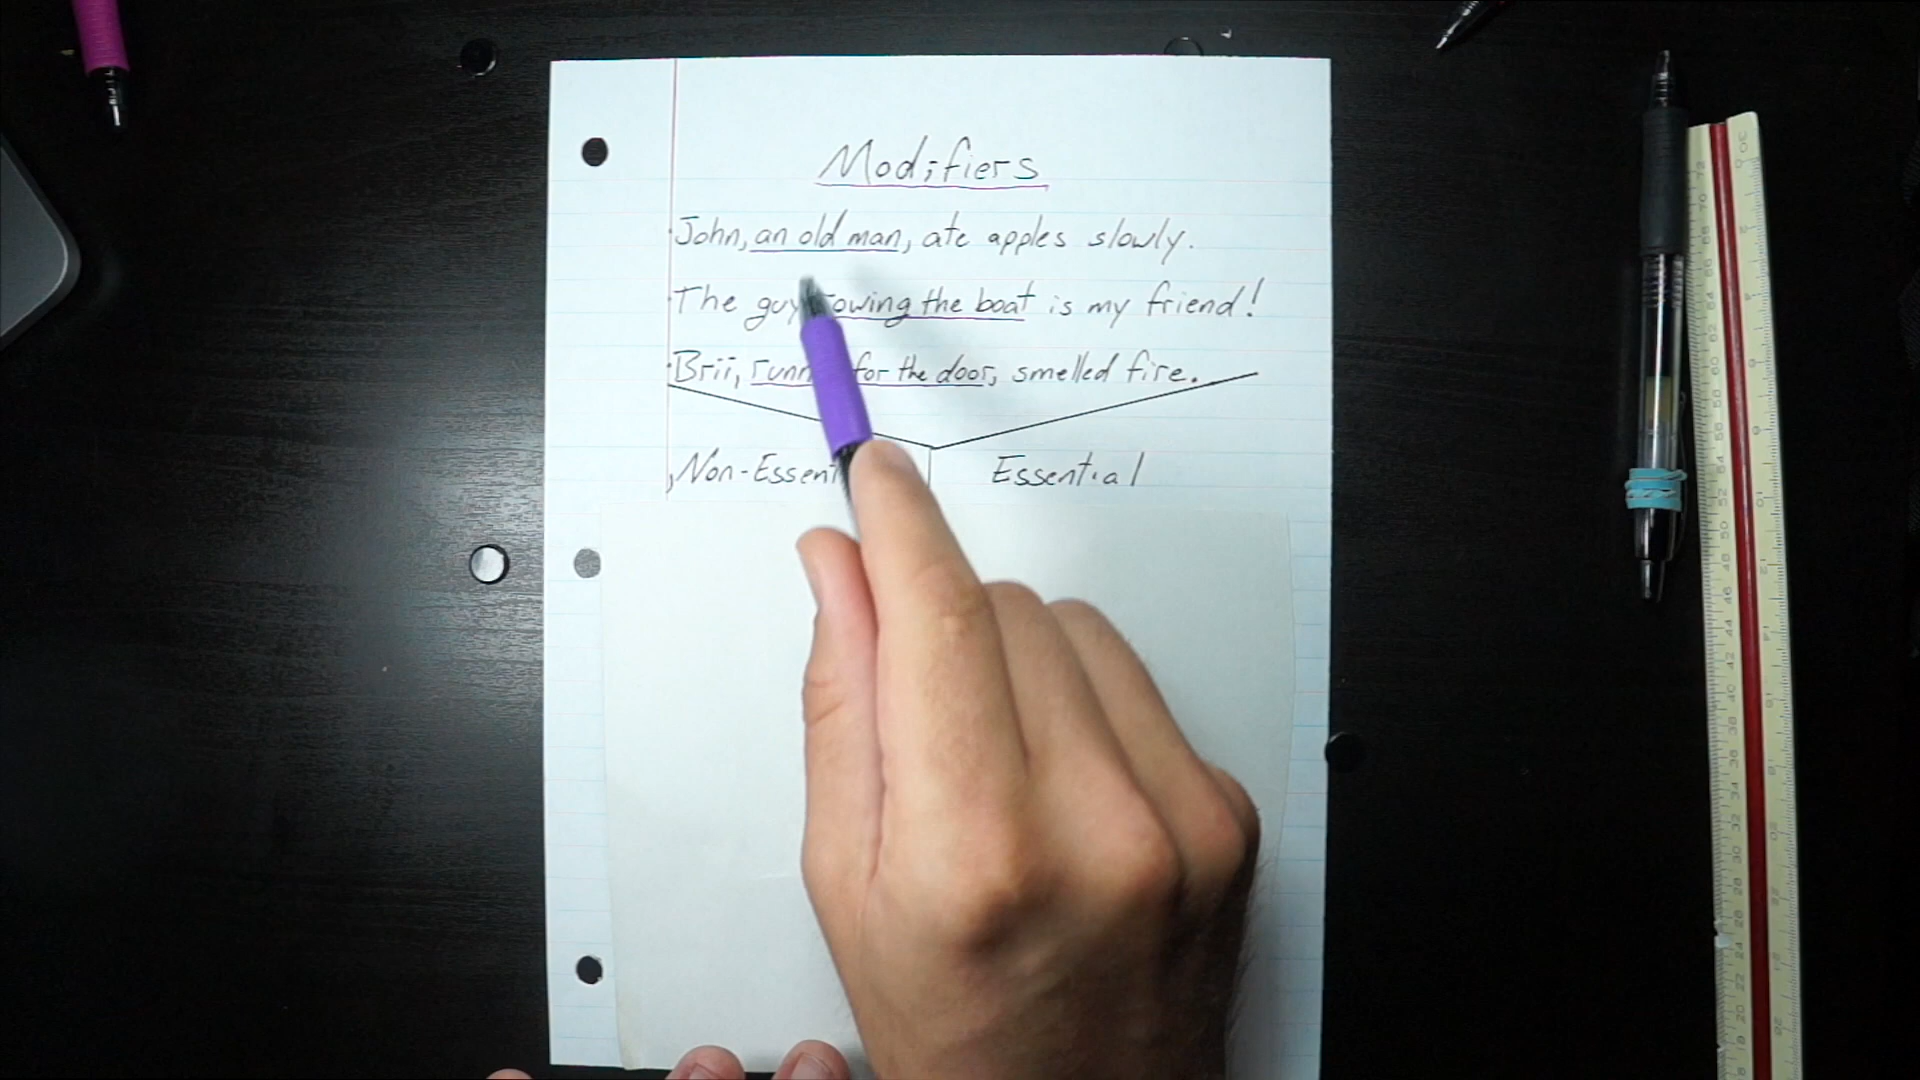 Modifiers
John, an old man, ate apples slowly.
The guy rowing the boat is my friend!
Brii, for the door, smelled fire.
Essential